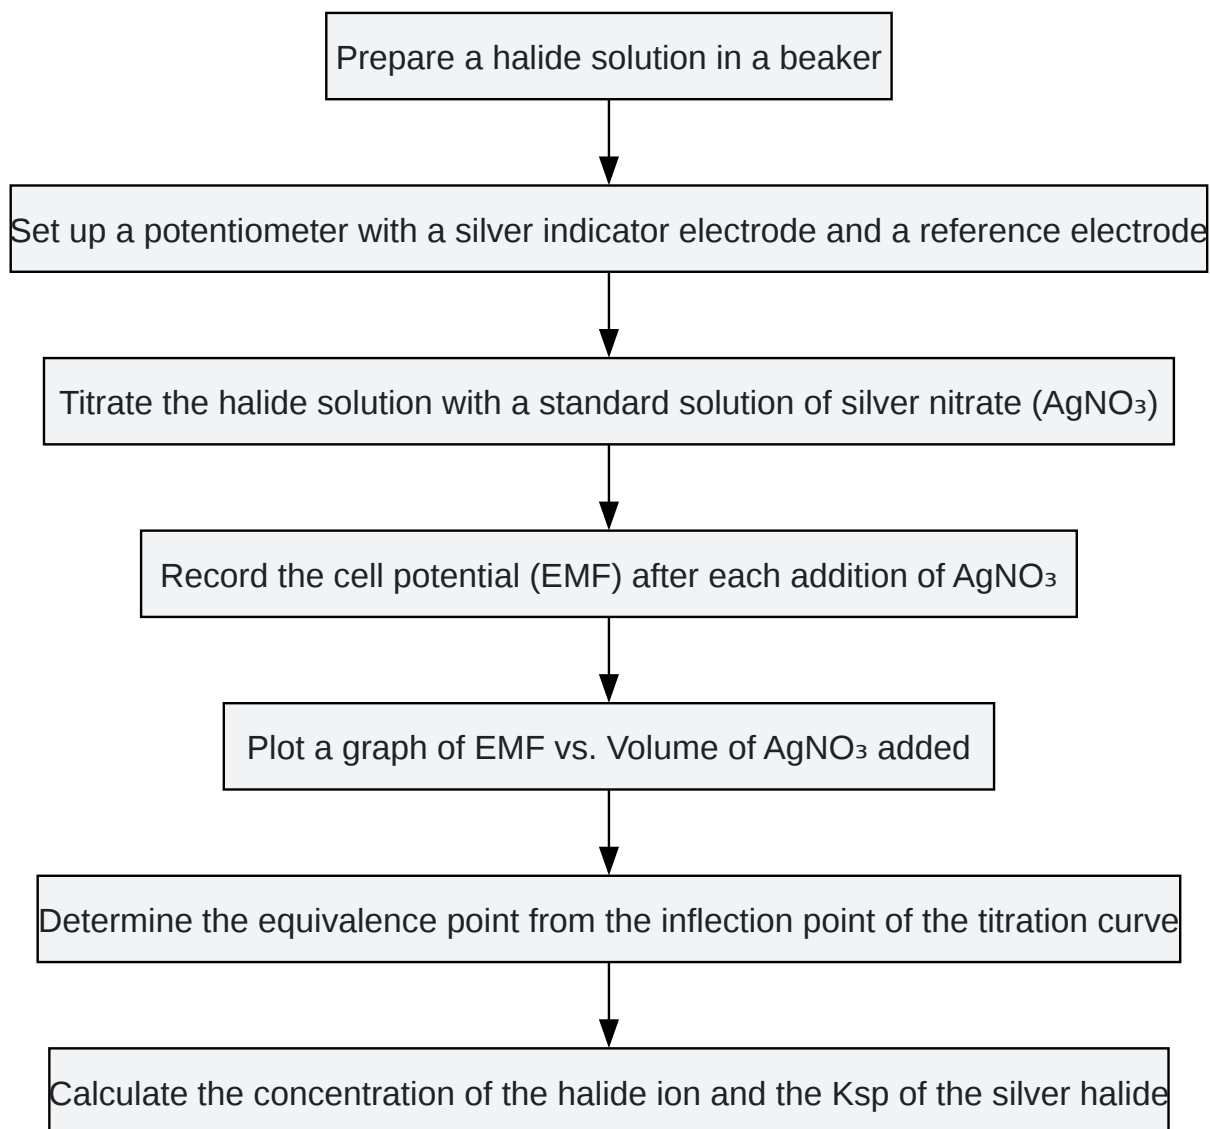 Prepare a halide solution in a beaker
Set up a potentiometer with a silver indicator electrode and a reference electrode
Titrate the halide solution with a standard solution of silver nitrate (AgNO₃)
Record the cell potential (EMF) after each addition of AgNO₃
Plot a graph of EMF vs. Volume of AgNO₃ added
Determine the equivalence point from the inflection point of the titration curve
Calculate the concentration of the halide ion and the Ksp of the silver halide